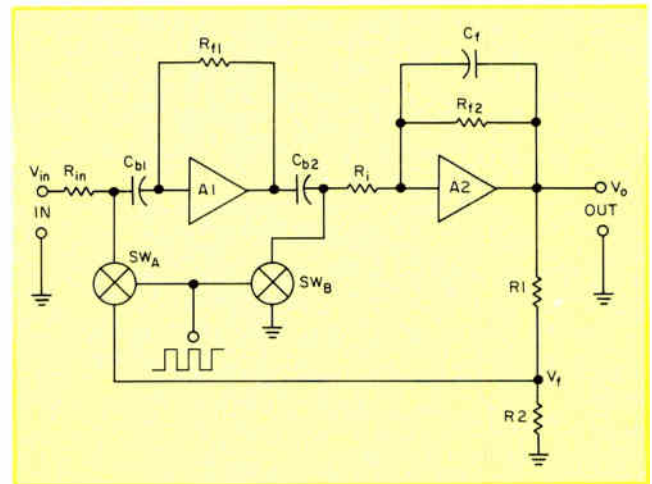 Cf
Rf1
Rf2
Vin
Rin
Cb1
A1
Cb2
Ri
A2
Vo
IN
OUT
SWA
SWB
R1
Vf
R2